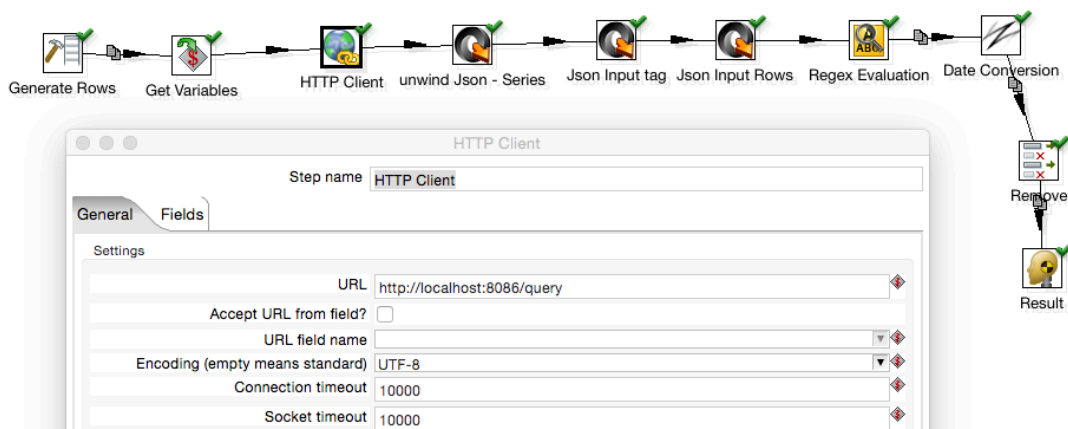 Generate Rows
Get Variables
HTTP Client
unwind Json - Series
Json Input tag
Json Input Rows
Regex Evaluation
Date Conversion
Remove
Result
HTTP Client
Step name HTTP Client
General Fields
Settings
URL http://localhost:8086/query
Accept URL from field?
URL field name
Encoding (empty means standard) UTF-8
Connection timeout 10000
Socket timeout 10000